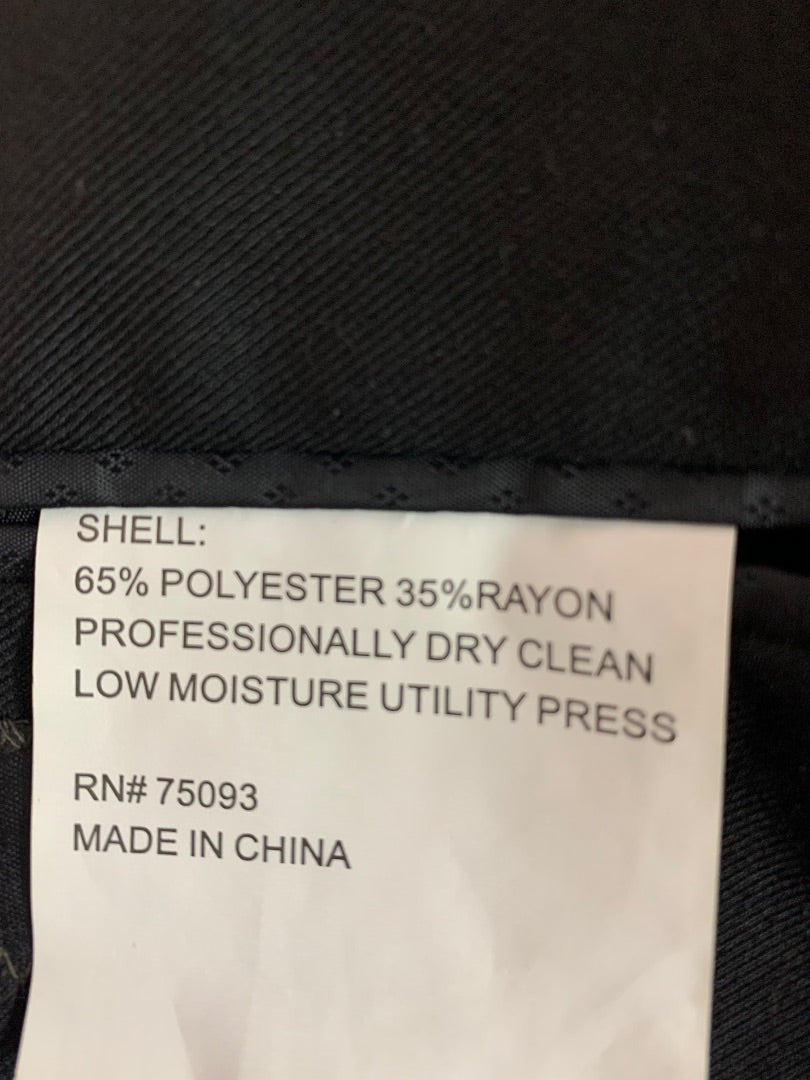 SHELL:
65% POLYESTER 35%RAYON
PROFESSIONALLY DRY CLEAN
LOW MOISTURE UTILITY PRESS
RN# 75093
MADE IN CHINA